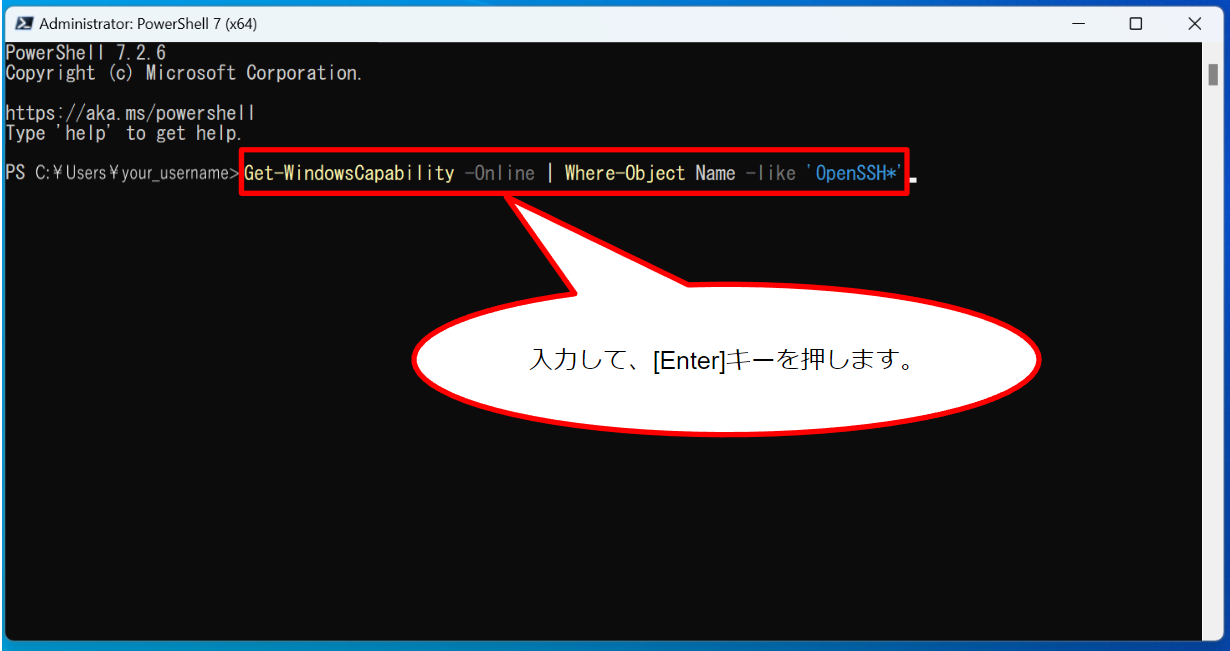 Administrator: PowerShell 7 (x64)
PowerShell 7.2.6
Copyright (c) Microsoft Corporation.
https://aka.ms/powershell
Type 'help' to get help.
PS C:¥Users¥your_username>Get-WindowsCapability -Online | Where-Object Name -like 'OpenSSH*'
入力して、[Enter]キーを押します。